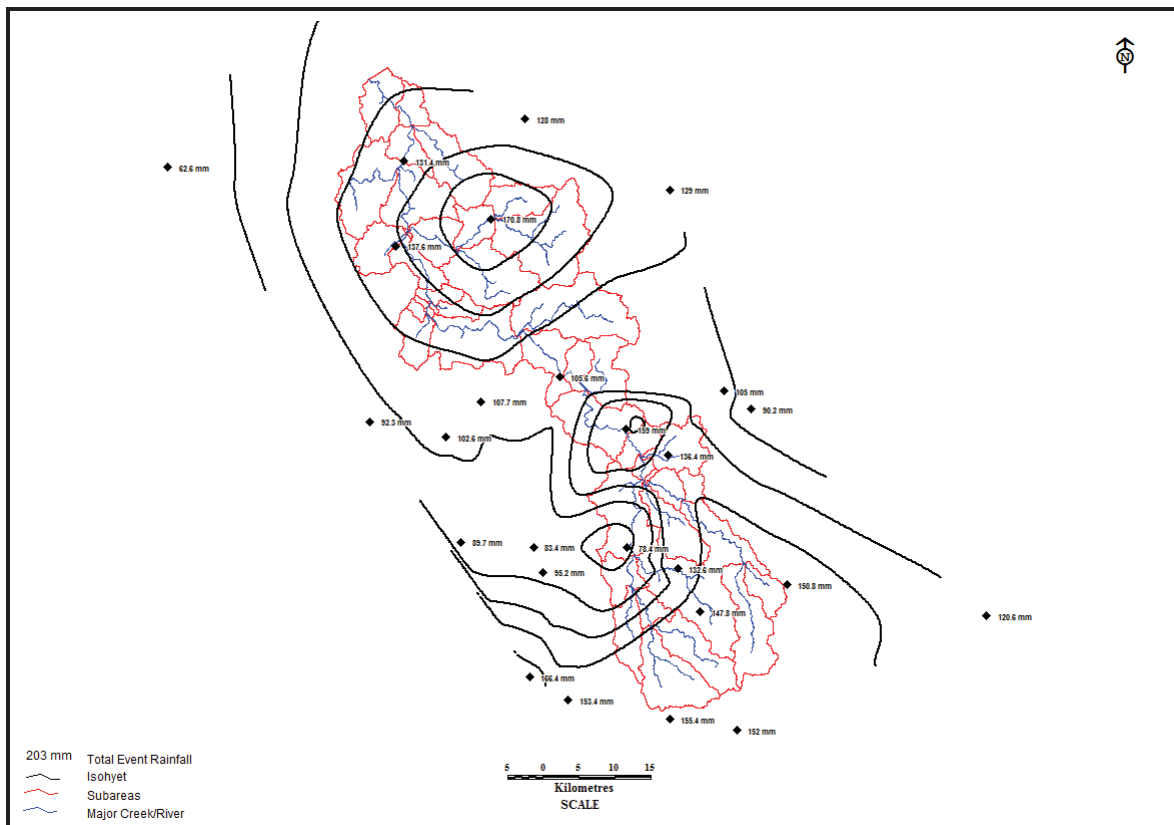 N
128 mm
62.6 mm
131.4 mm
129 mm
170.8 mm
137.6 mm
105.6 mm
105 mm
107.7 mm
90.2 mm
92.3 mm
159 mm
102.6 mm
136.4 mm
89.7 mm
83.4 mm
78.4 mm
95.2 mm
132.6 mm
150.8 mm
147.8 mm
120.6 mm
166.4 mm
153.4 mm
155.4 mm
152 mm
203 mm Total Event Rainfall
Isohyet
Subareas
Major Creek/River
5 0 5 10 15
Kilometres
SCALE